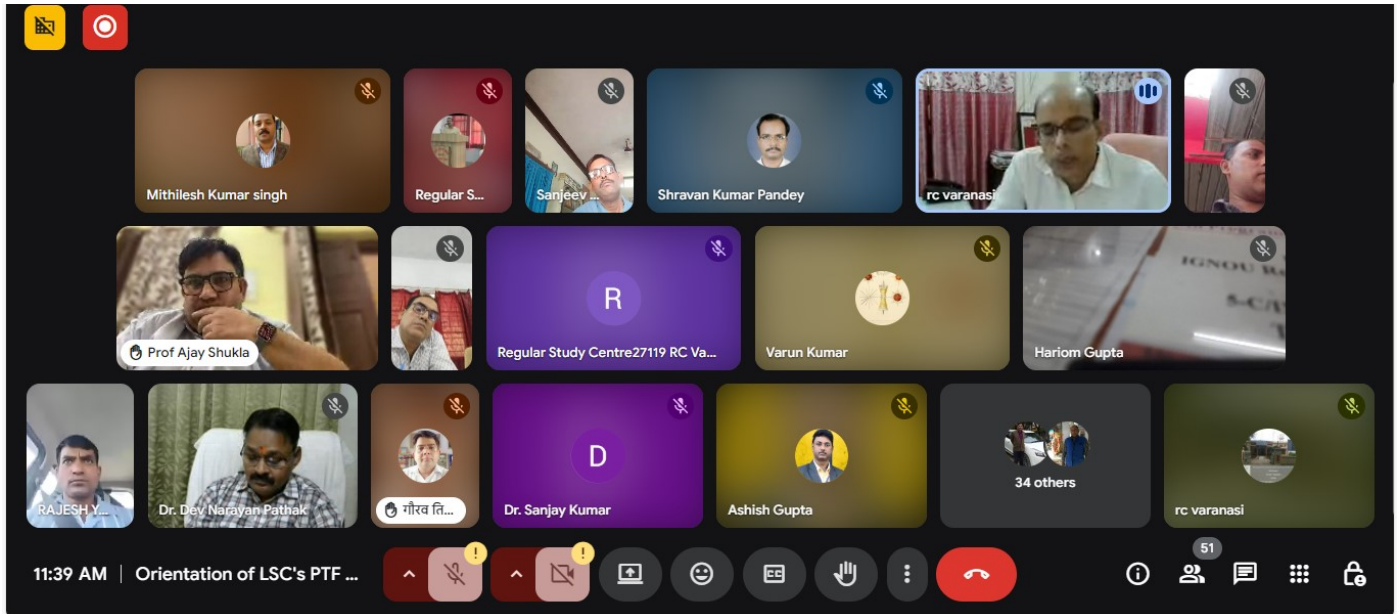 Mithilesh Kumar singh
Regular S...
Sanjeev ...
Shravan Kumar Pandey
rc varanasi
Prof Ajay Shukla
R
Regular Study Centre27119 RC Va...
Varun Kumar
IGNOU
Hariom Gupta
RAJESH Y...
Dr. Dev Narayan Pathak
गौरव ति...
D
Dr. Sanjay Kumar
Ashish Gupta
34 others
rc varanasi
51
11:39 AM | Orientation of LSC's PTF ...
CC